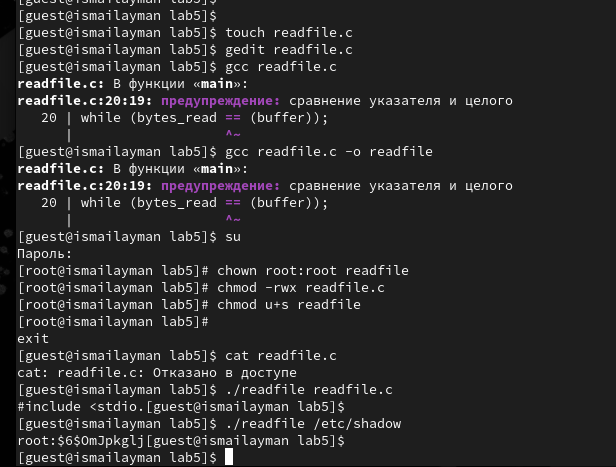 [guest@ismailayman lab5]$
[guest@ismailayman lab5]$
[guest@ismailayman lab5]$ touch readfile.c
[guest@ismailayman lab5]$ gedit readfile.c
[guest@ismailayman lab5]$ gcc readfile.c
readfile.c: В функции «main»:
readfile.c:20:19: предупреждение: сравнение указателя и целого
20 | while (bytes_read == (buffer));
| ^~
[guest@ismailayman lab5]$ gcc readfile.c -o readfile
readfile.c: В функции «main»:
readfile.c:20:19: предупреждение: сравнение указателя и целого
20 | while (bytes_read == (buffer));
| ^~
[guest@ismailayman lab5]$ su
Пароль:
[root@ismailayman lab5]# chown root:root readfile
[root@ismailayman lab5]# chmod -rwx readfile.c
[root@ismailayman lab5]# chmod u+s readfile
[root@ismailayman lab5]#
exit
[guest@ismailayman lab5]$ cat readfile.c
cat: readfile.c: Отказано в доступе
[guest@ismailayman lab5]$ ./readfile readfile.c
#include <stdio.[guest@ismailayman lab5]$
[guest@ismailayman lab5]$ ./readfile /etc/shadow
root:$6$OmJpkglj[guest@ismailayman lab5]$
[guest@ismailayman lab5]$